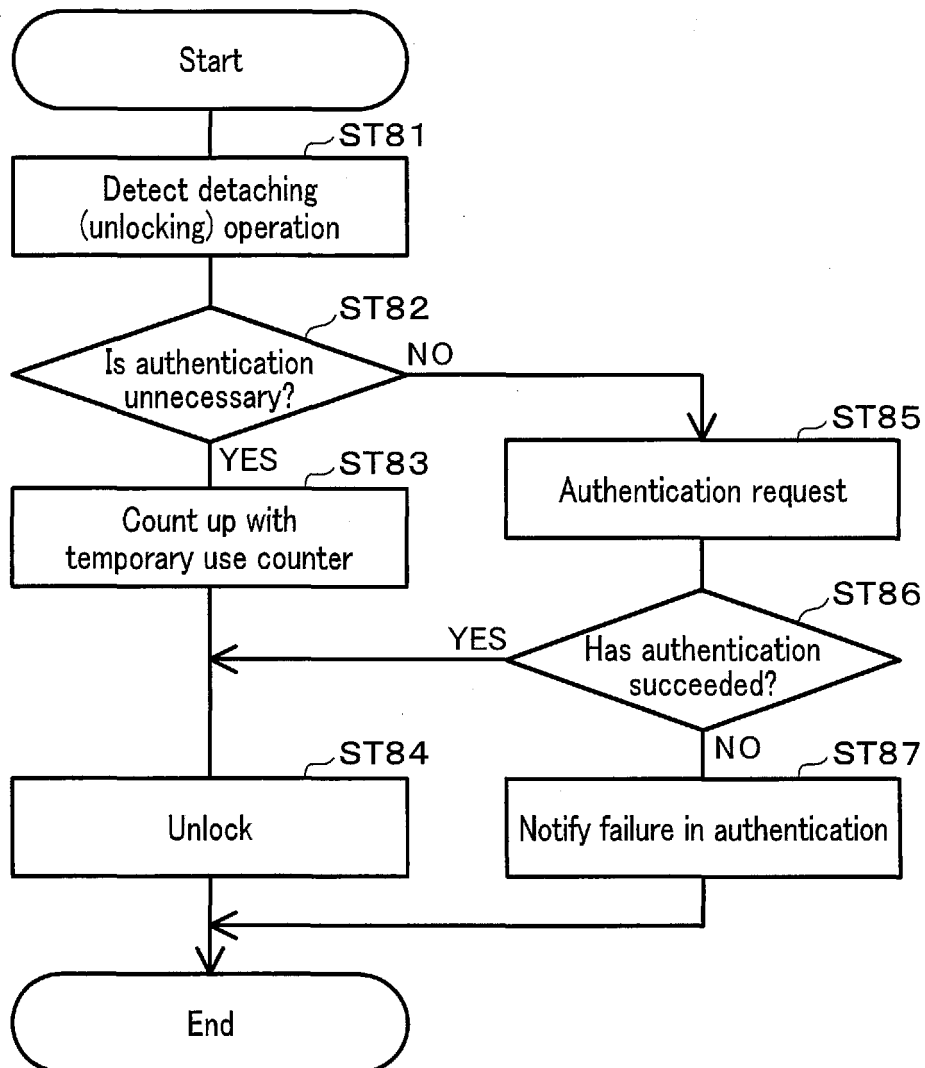 Start
ST81
Detect detaching
(unlocking) operation
ST82
Is authentication
unnecessary?
NO
YES
ST83
Count up with
temporary use counter
ST85
Authentication request
ST86
Has authentication
succeeded?
YES
NO
ST84
Unlock
ST87
Notify failure in authentication
End